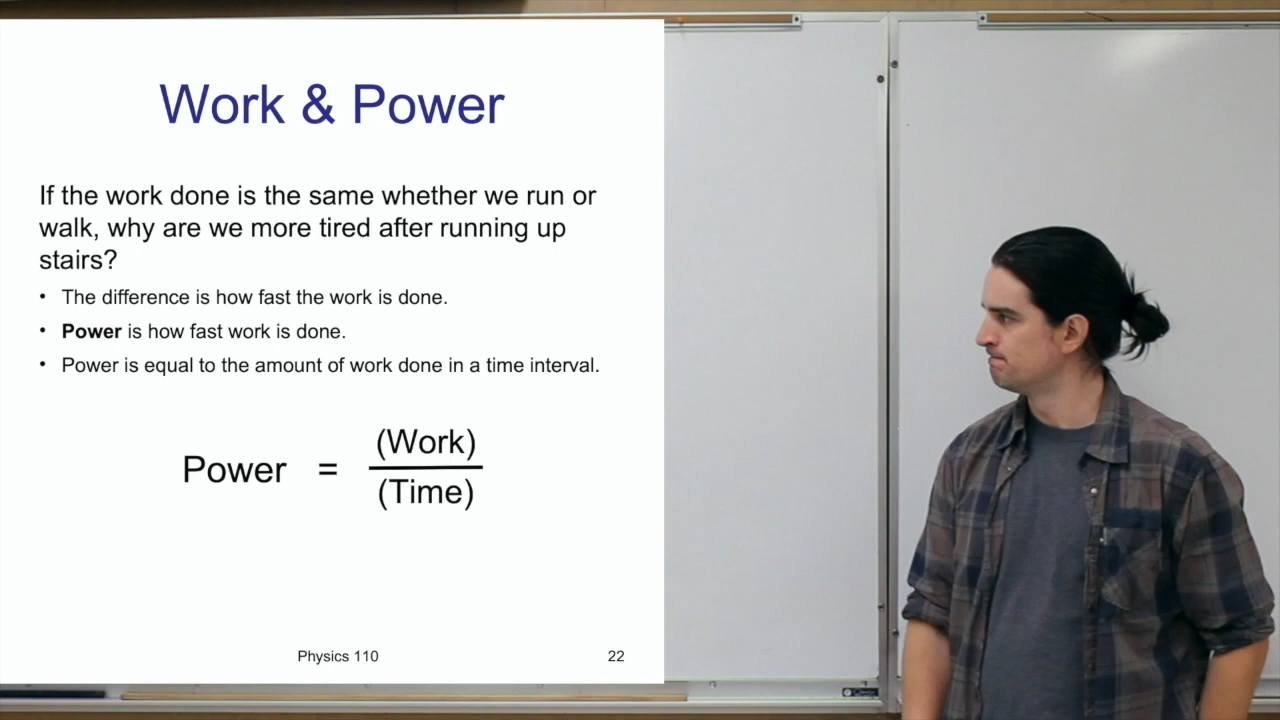 Work & Power
If the work done is the same whether we run or
walk, why are we more tired after running up
stairs?
• The difference is how fast the work is done.
• Power is how fast work is done.
• Power is equal to the amount of work done in a time interval.
Power = (Work)
(Time)
Physics 110 22